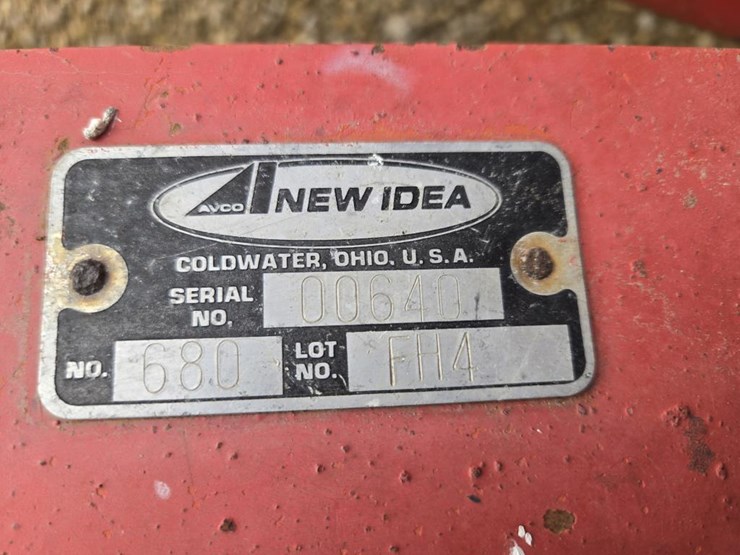 AVCO NEW IDEA
COLDWATER, OHIO, U.S.A.
SERIAL NO. 00640
NO. 680 LOT NO. FH4